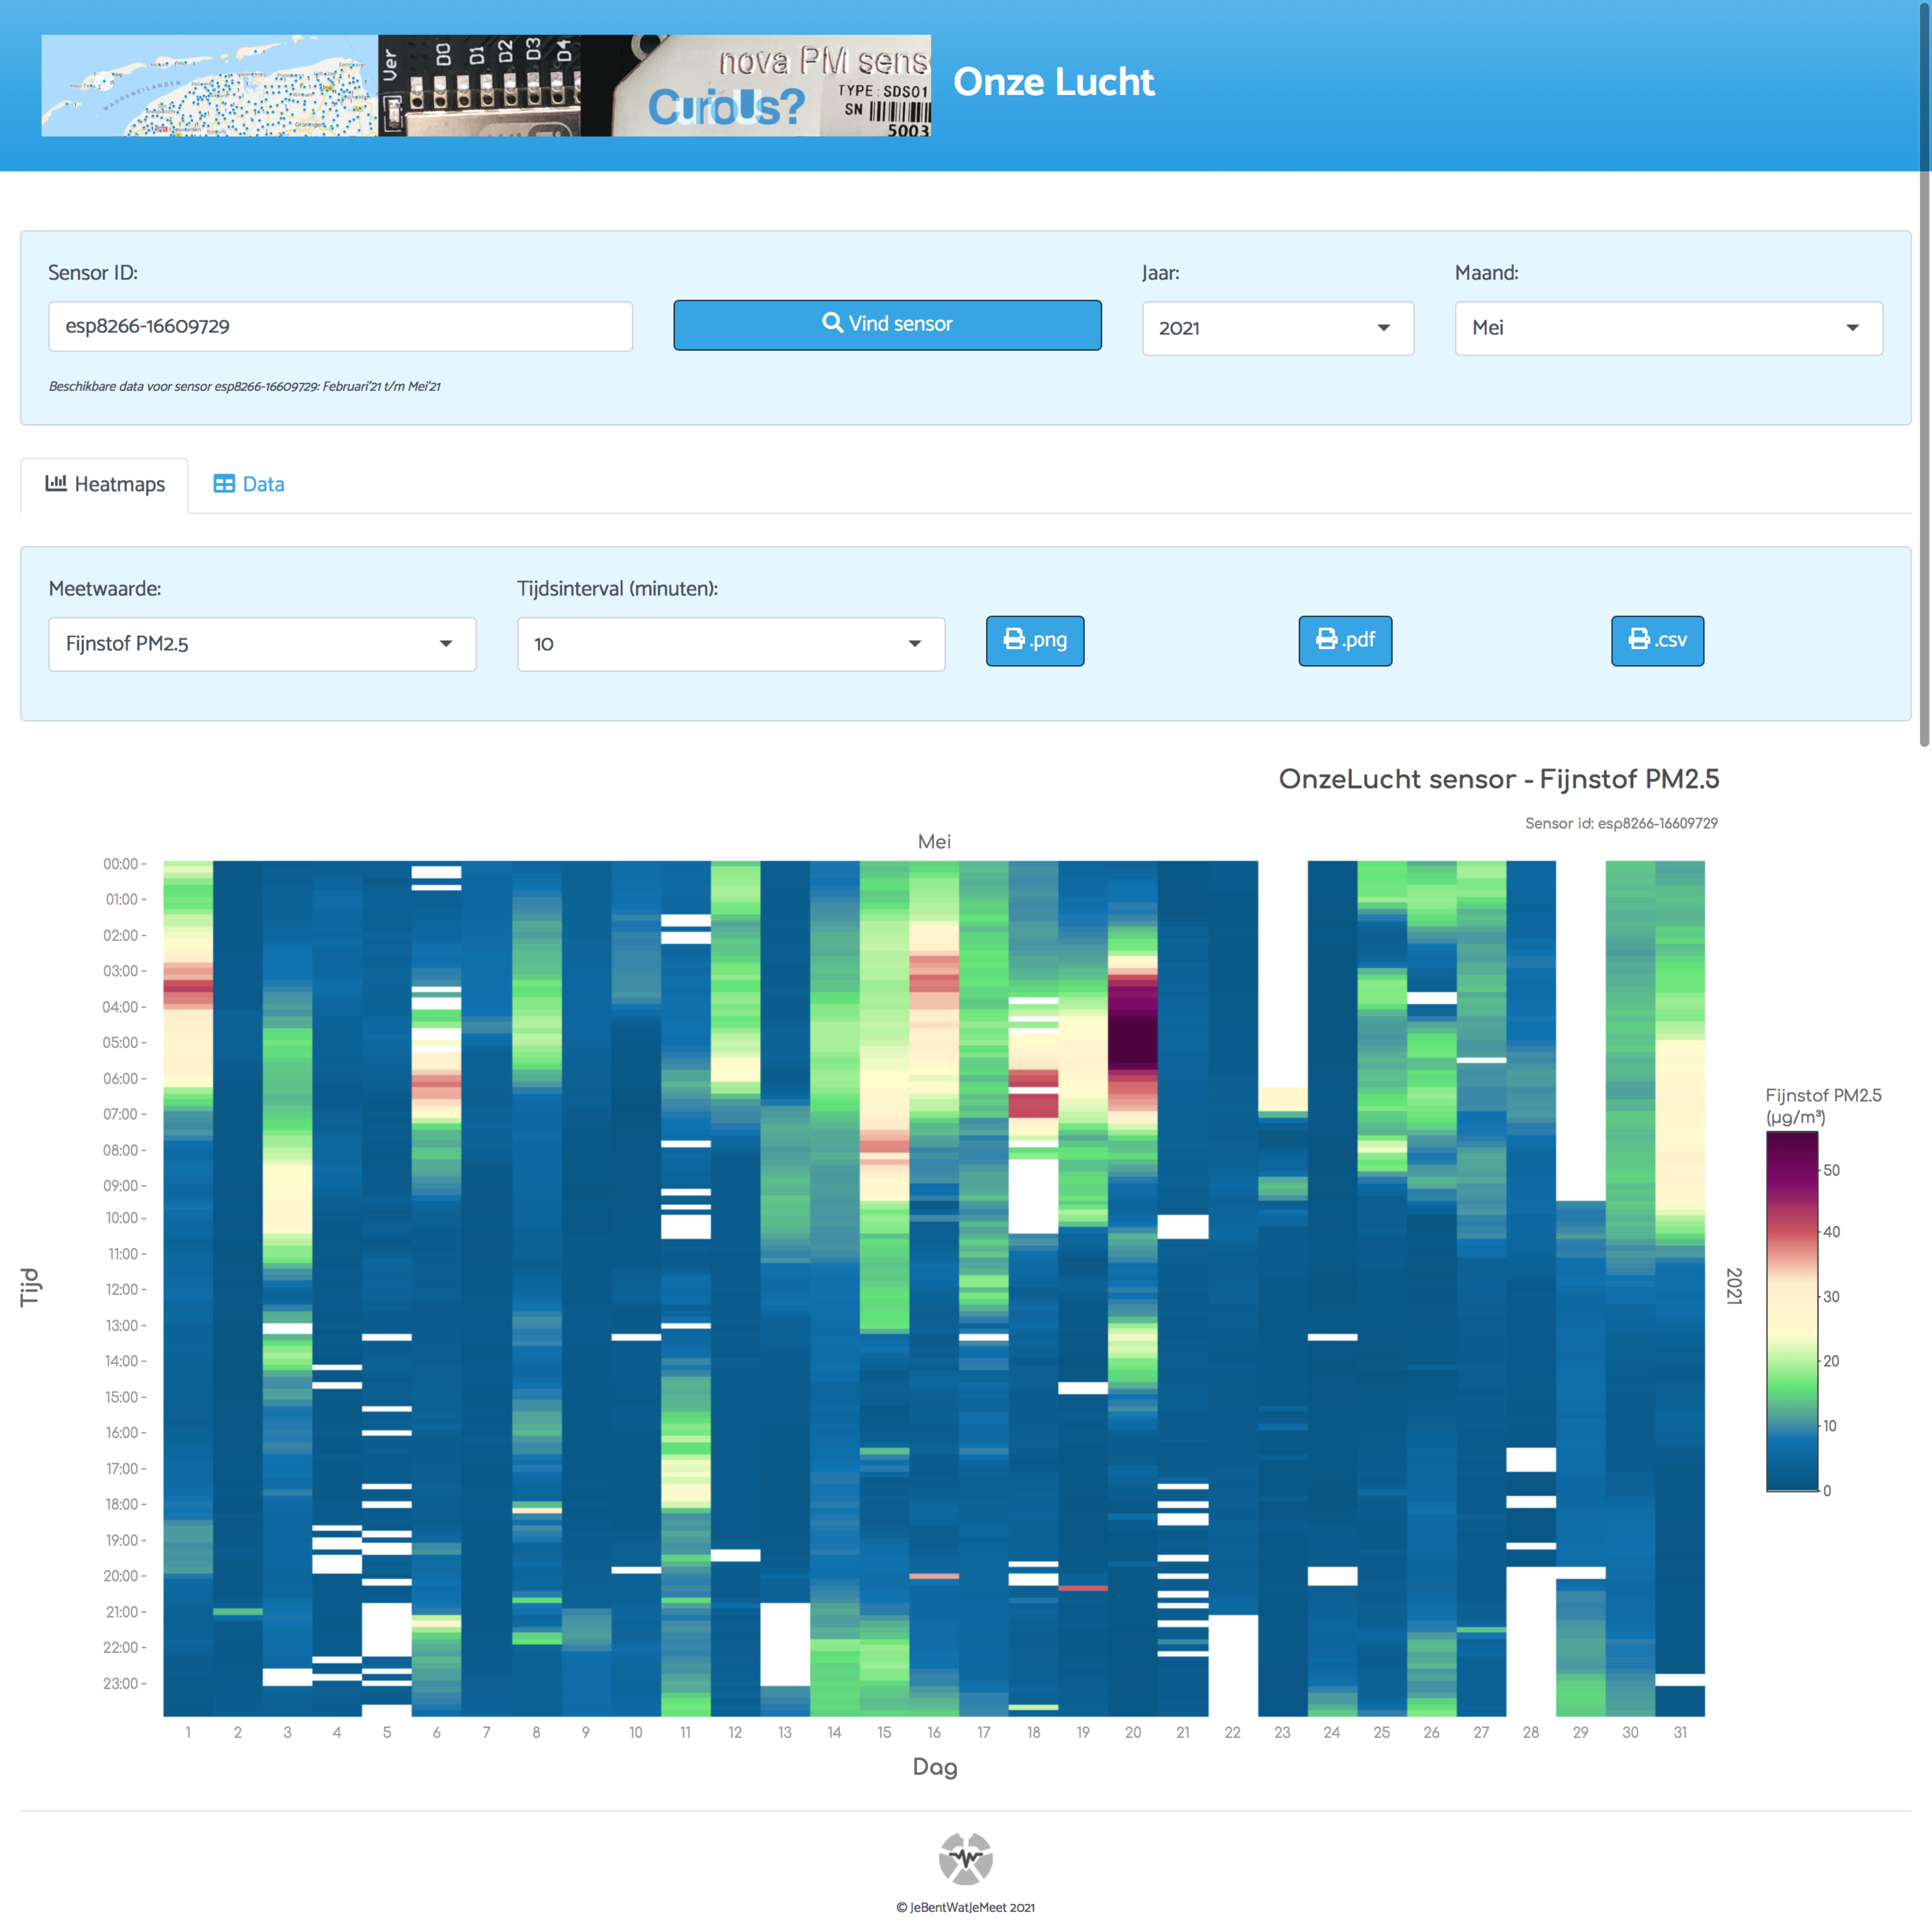 WADDENEILANDEN
Groningen
Ver
D0
D1
D2
D3
D4
nova PM sens
TYPE: SDS01
SN
5003
CurioUs?
Onze Lucht
Sensor ID:
Jaar:
Maand:
esp8266-16609729
Vind sensor
2021
Mei
Beschikbare data voor sensor esp8266-16609729: Februari'21 t/m Mei'21
Heatmaps
Data
Meetwaarde:
Tijdsinterval (minuten):
Fijnstof PM2.5
10
.png
.pdf
.csv
OnzeLucht sensor - Fijnstof PM2.5
Sensor id: esp8266-16609729
Mei
00:00
01:00
02:00
03:00
04:00
05:00
06:00
07:00
08:00
09:00
10:00
11:00
12:00
13:00
14:00
15:00
16:00
17:00
18:00
19:00
20:00
21:00
22:00
23:00
Tijd
1 2 3 4 5 6 7 8 9 10 11 12 13 14 15 16 17 18 19 20 21 22 23 24 25 26 27 28 29 30 31
Dag
2021
Fijnstof PM2.5
(µg/m³)
50
40
30
20
10
0
© JeBentWatJeMeet 2021